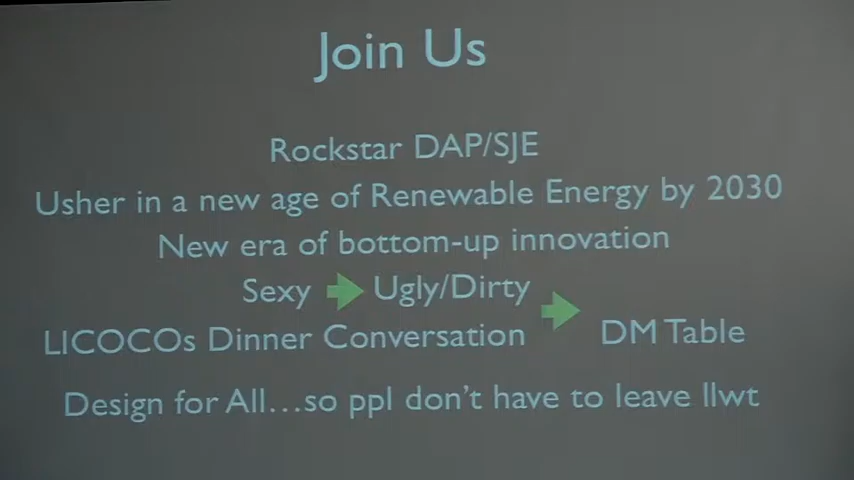 Join Us
Rockstar DAP/SJE
Usher in a new age of Renewable Energy by 2030
New era of bottom-up innovation
Sexy Ugly/Dirty
LICOCOs Dinner Conversation DM Table
Design for All...so ppl don't have to leave llwt